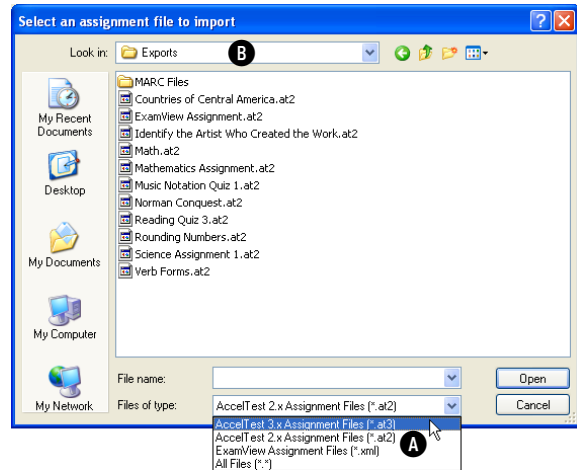 Select an assignment file to import
Look in: Exports B
MARC Files
Countries of Central America.at2
ExamView Assignment.at2
Identify the Artist Who Created the Work.at2
Math.at2
Mathematics Assignment.at2
Music Notation Quiz 1.at2
Norman Conquest.at2
Reading Quiz 3.at2
Rounding Numbers.at2
Science Assignment 1.at2
Verb Forms.at2
My Recent
Documents
Desktop
My Documents
My Computer
My Network
File name: Open
Files of type: AccelTest 2.x Assignment Files (*.at2) Cancel
AccelTest 3.x Assignment Files (*.at3)
AccelTest 2.x Assignment Files (*.at2) A
ExamView Assignment Files (*.xml)
All Files (*.*)